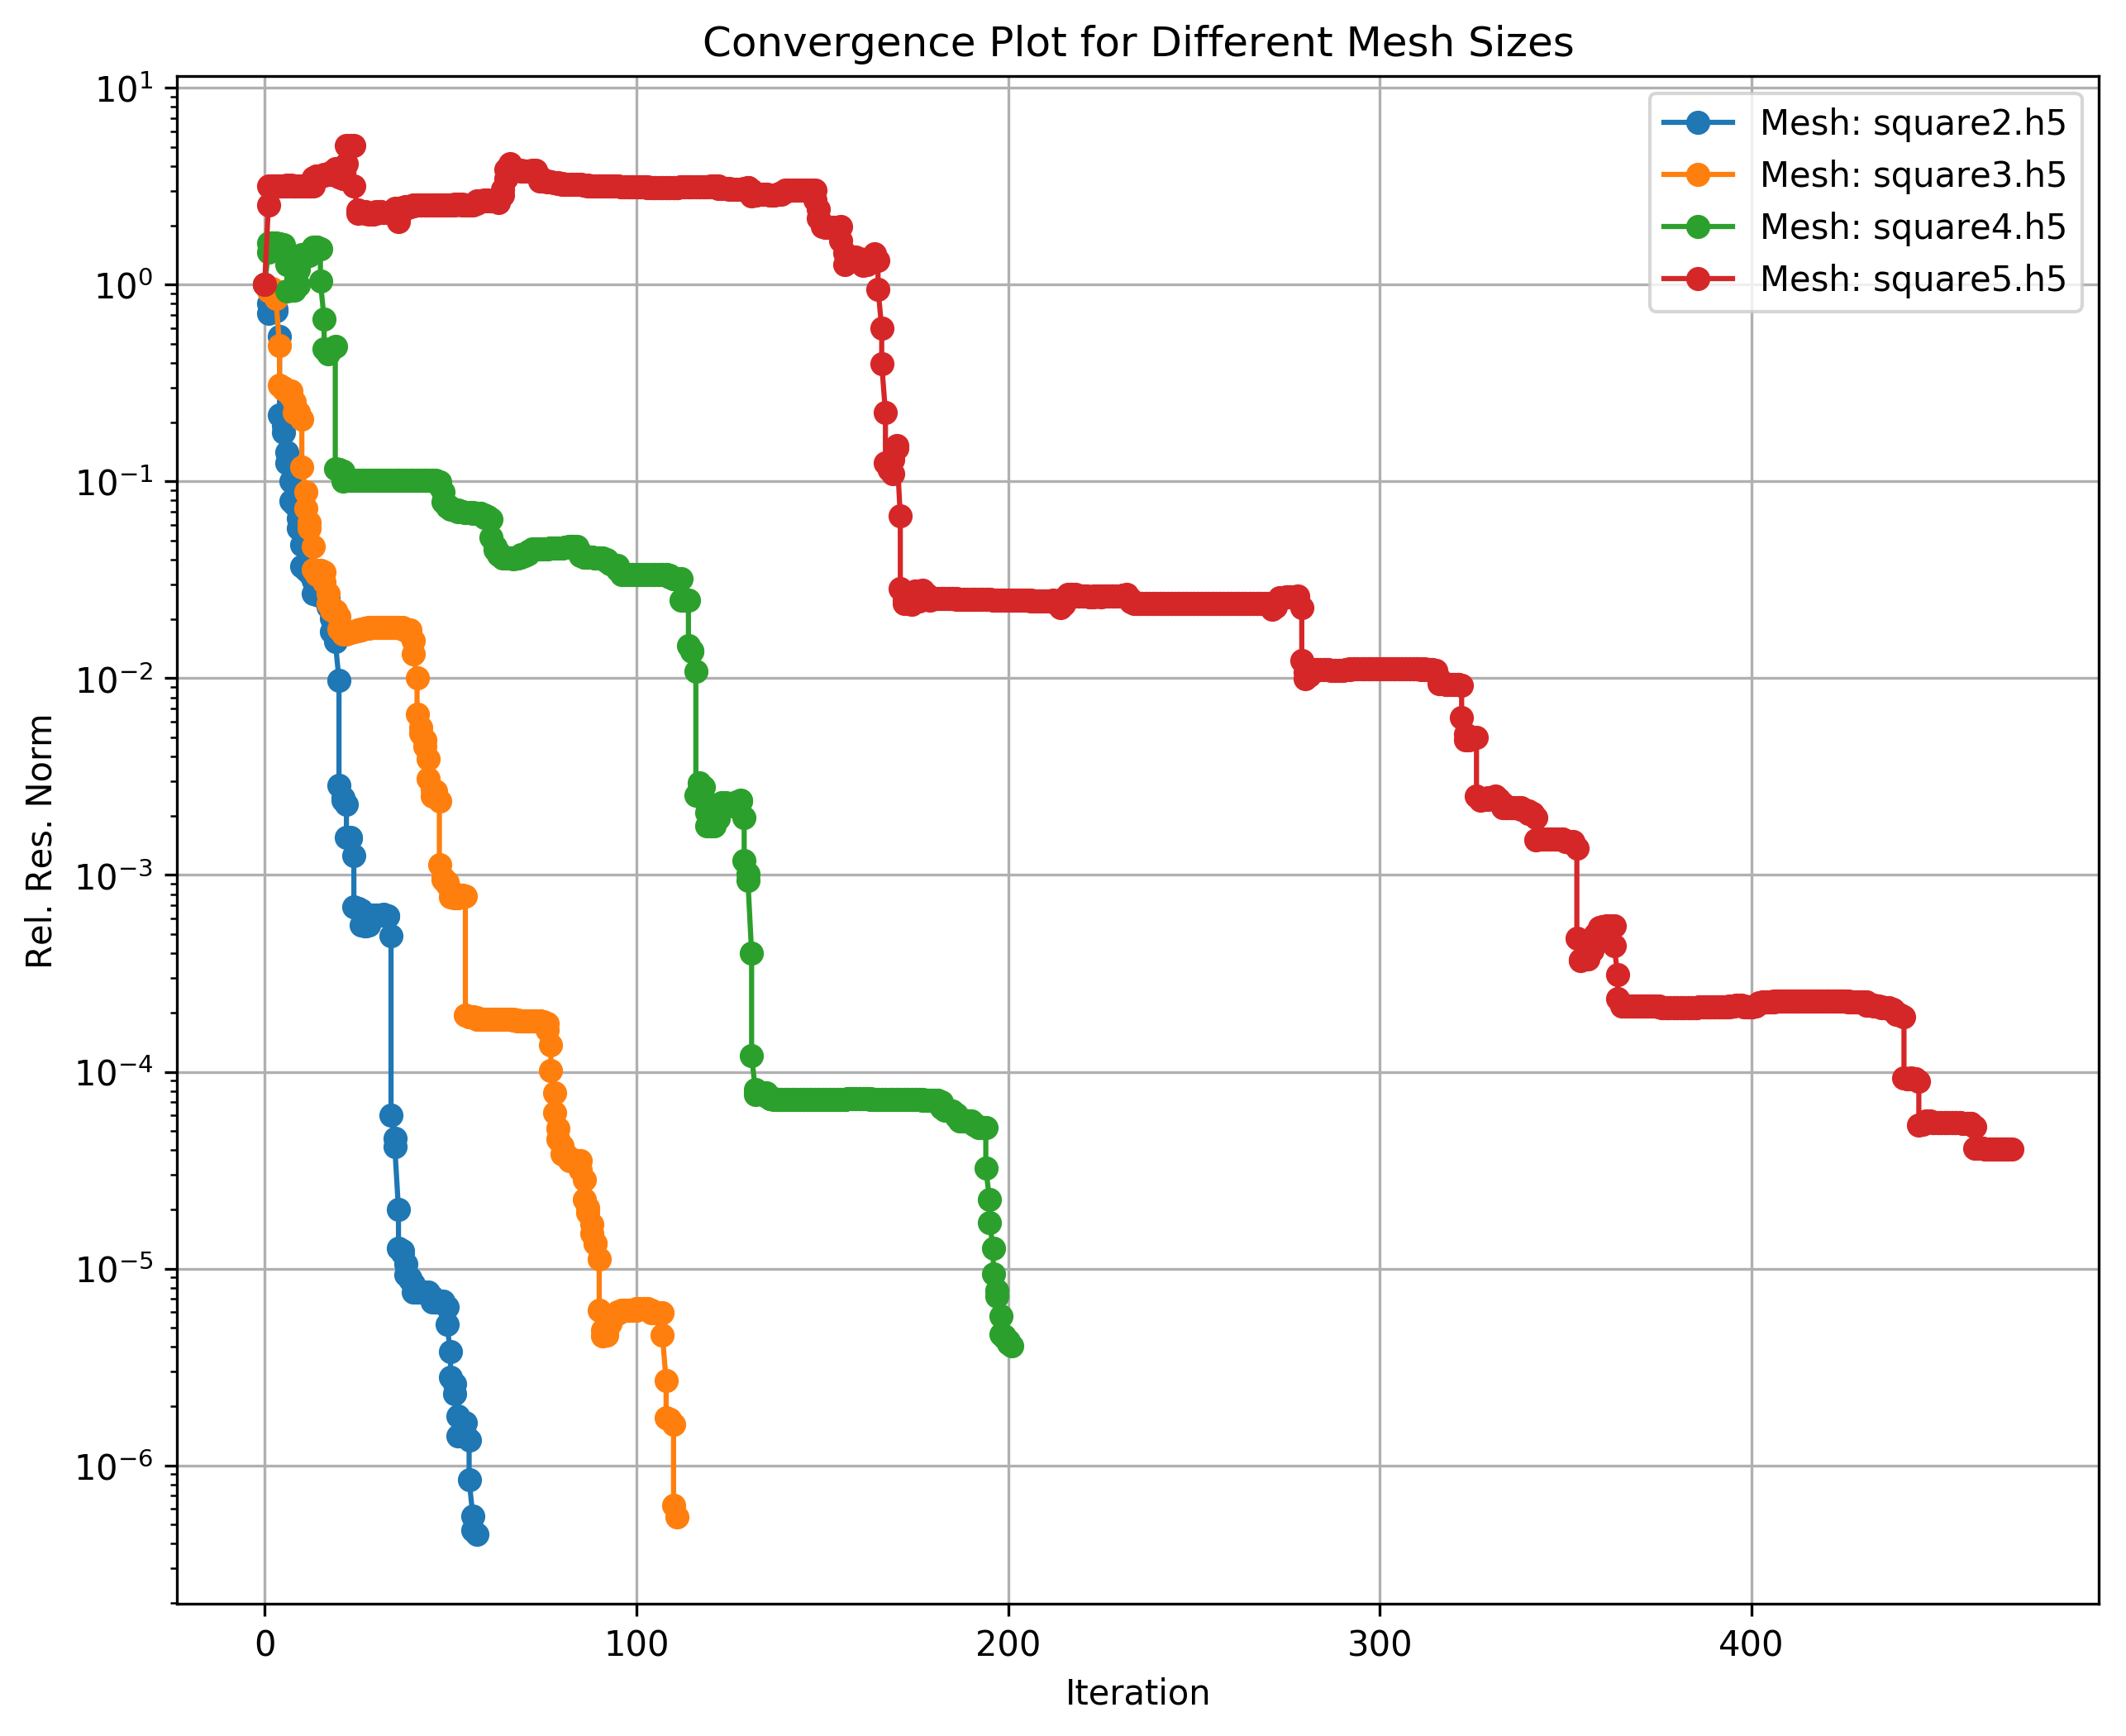 Convergence Plot for Different Mesh Sizes
10¹
10⁰
10⁻¹
10⁻²
10⁻³
10⁻⁴
10⁻⁵
10⁻⁶
Rel. Res. Norm
Mesh: square2.h5
Mesh: square3.h5
Mesh: square4.h5
Mesh: square5.h5
0 100 200 300 400
Iteration